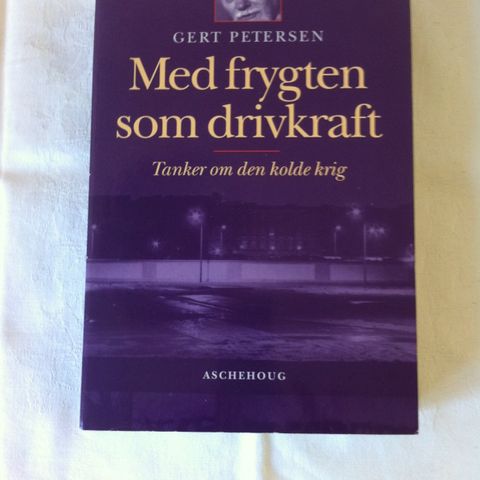 GERT PETERSEN
Med frygten
som drivkraft
Tanker om den kolde krig
ASCHEHOUG